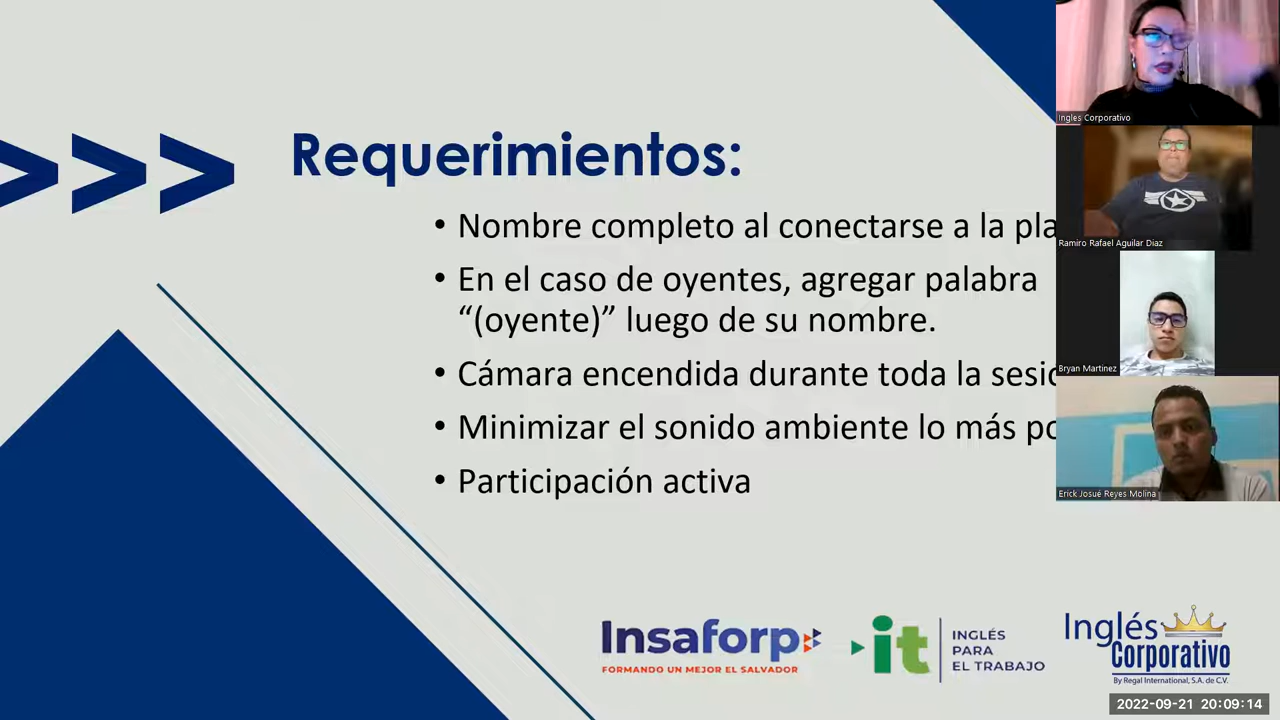 >>>
Requerimientos:
• Nombre completo al conectarse a la pla
• En el caso de oyentes, agregar palabra
“(oyente)” luego de su nombre.
• Cámara encendida durante toda la sesió
• Minimizar el sonido ambiente lo más po
• Participación activa
Ingles Corporativo
Ramiro Rafael Aguilar Diaz
Bryan Martinez
Erick Josué Reyes Molina
Insaforp
FORMANDO UN MEJOR EL SALVADOR
it
INGLÉS
PARA
EL TRABAJO
Inglés
Corporativo
By Regal International, S.A. de C.V.
2022-09-21 20:09:14